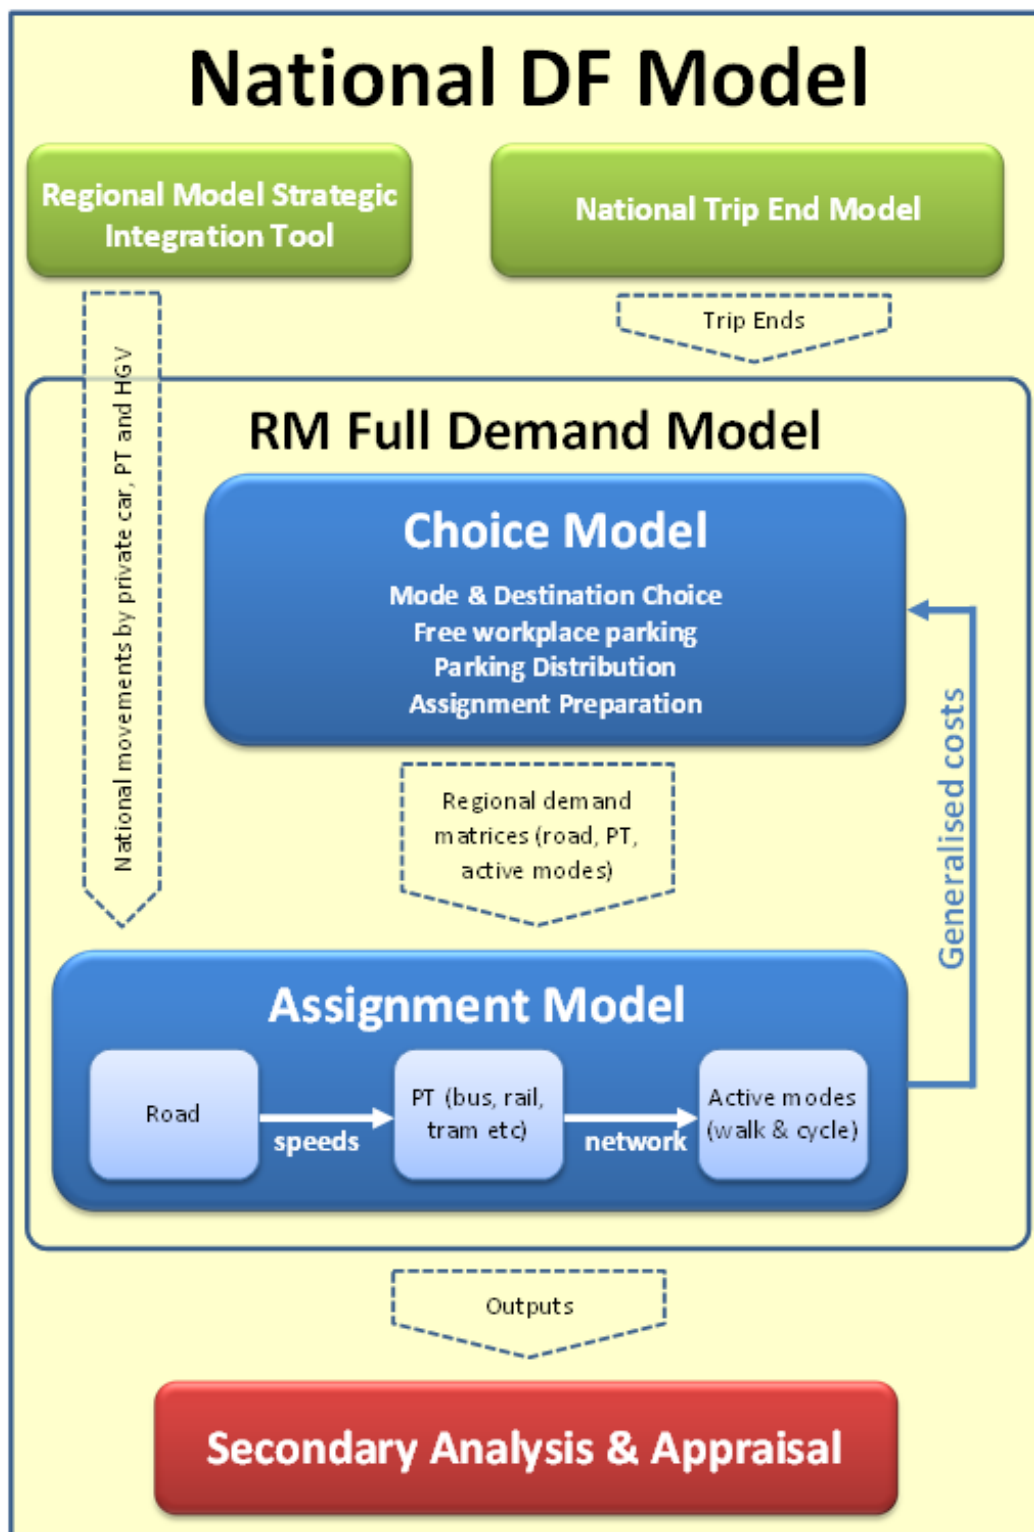 National DF Model
Regional Model Strategic
Integration Tool
National Trip End Model
Trip Ends
National movements by private car, PT and HGV
RM Full Demand Model
Choice Model
Mode & Destination Choice
Free workplace parking
Parking Distribution
Assignment Preparation
Regional demand
matrices (road, PT,
active modes)
Generalised costs
Assignment Model
Road
speeds
PT (bus, rail,
tram etc)
network
Active modes
(walk & cycle)
Outputs
Secondary Analysis & Appraisal